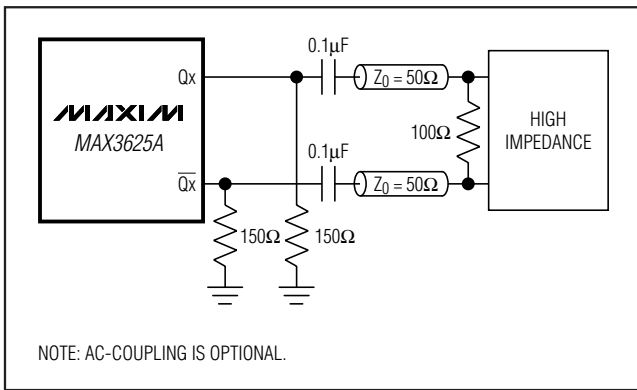 0.1µF
Qx
Z0 = 50Ω
MAXIM
MAX3625A
100Ω
HIGH
IMPEDANCE
0.1µF
Q̅x̅
Z0 = 50Ω
150Ω
150Ω
NOTE: AC-COUPLING IS OPTIONAL.